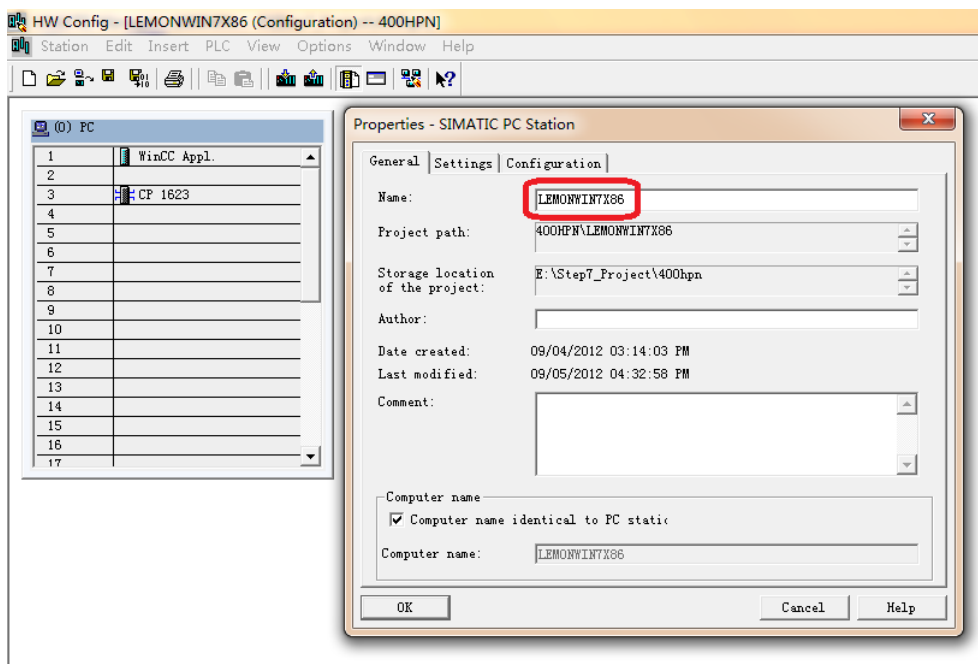 HW Config - [LEMONWIN7X86 (Configuration) -- 400HPN]
Station Edit Insert PLC View Options Window Help
(0) PC
1 WinCC Appl.
2
3 CP 1623
4
5
6
7
8
9
10
11
12
13
14
15
16
17
Properties - SIMATIC PC Station
General Settings Configuration
Name: LEMONWIN7X86
Project path: 400HPN\LEMONWIN7X86
Storage location
of the project: E:\Step7_Project\400hpn
Author:
Date created: 09/04/2012 03:14:03 PM
Last modified: 09/05/2012 04:32:58 PM
Comment:
Computer name
Computer name identical to PC static
Computer name: LEMONWIN7X86
OK Cancel Help